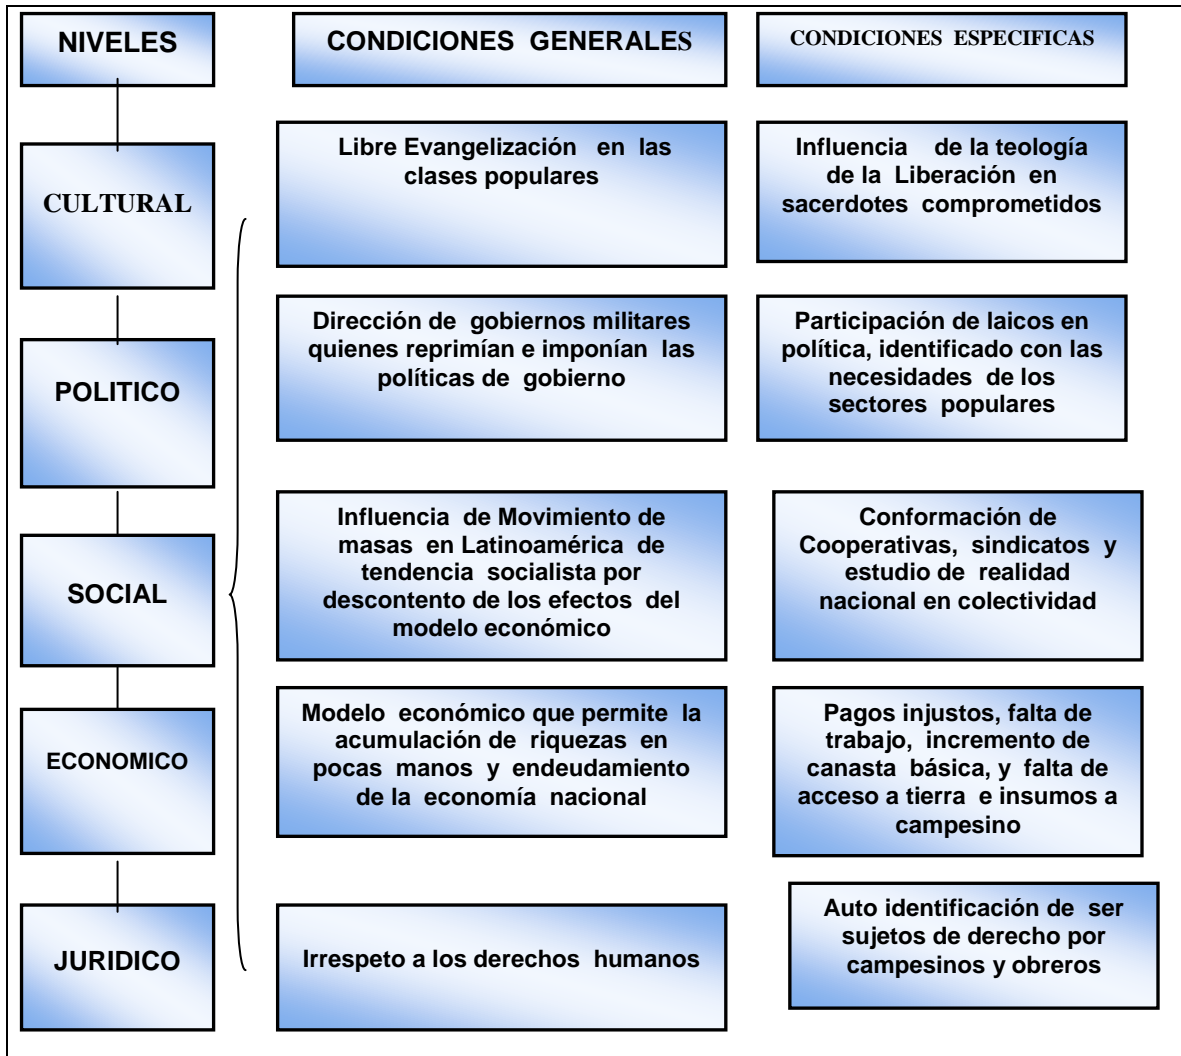 NIVELES
CONDICIONES GENERALES
CONDICIONES ESPECIFICAS
CULTURAL
Libre Evangelización en las
clases populares
Influencia de la teología
de la Liberación en
sacerdotes comprometidos
POLITICO
Dirección de gobiernos militares
quienes reprimían e imponían las
políticas de gobierno
Participación de laicos en
política, identificado con las
necesidades de los
sectores populares
SOCIAL
Influencia de Movimiento de
masas en Latinoamérica de
tendencia socialista por
descontento de los efectos del
modelo económico
Conformación de
Cooperativas, sindicatos y
estudio de realidad
nacional en colectividad
ECONOMICO
Modelo económico que permite la
acumulación de riquezas en
pocas manos y endeudamiento
de la economía nacional
Pagos injustos, falta de
trabajo, incremento de
canasta básica, y falta de
acceso a tierra e insumos a
campesino
JURIDICO
Irrespeto a los derechos humanos
Auto identificación de ser
sujetos de derecho por
campesinos y obreros